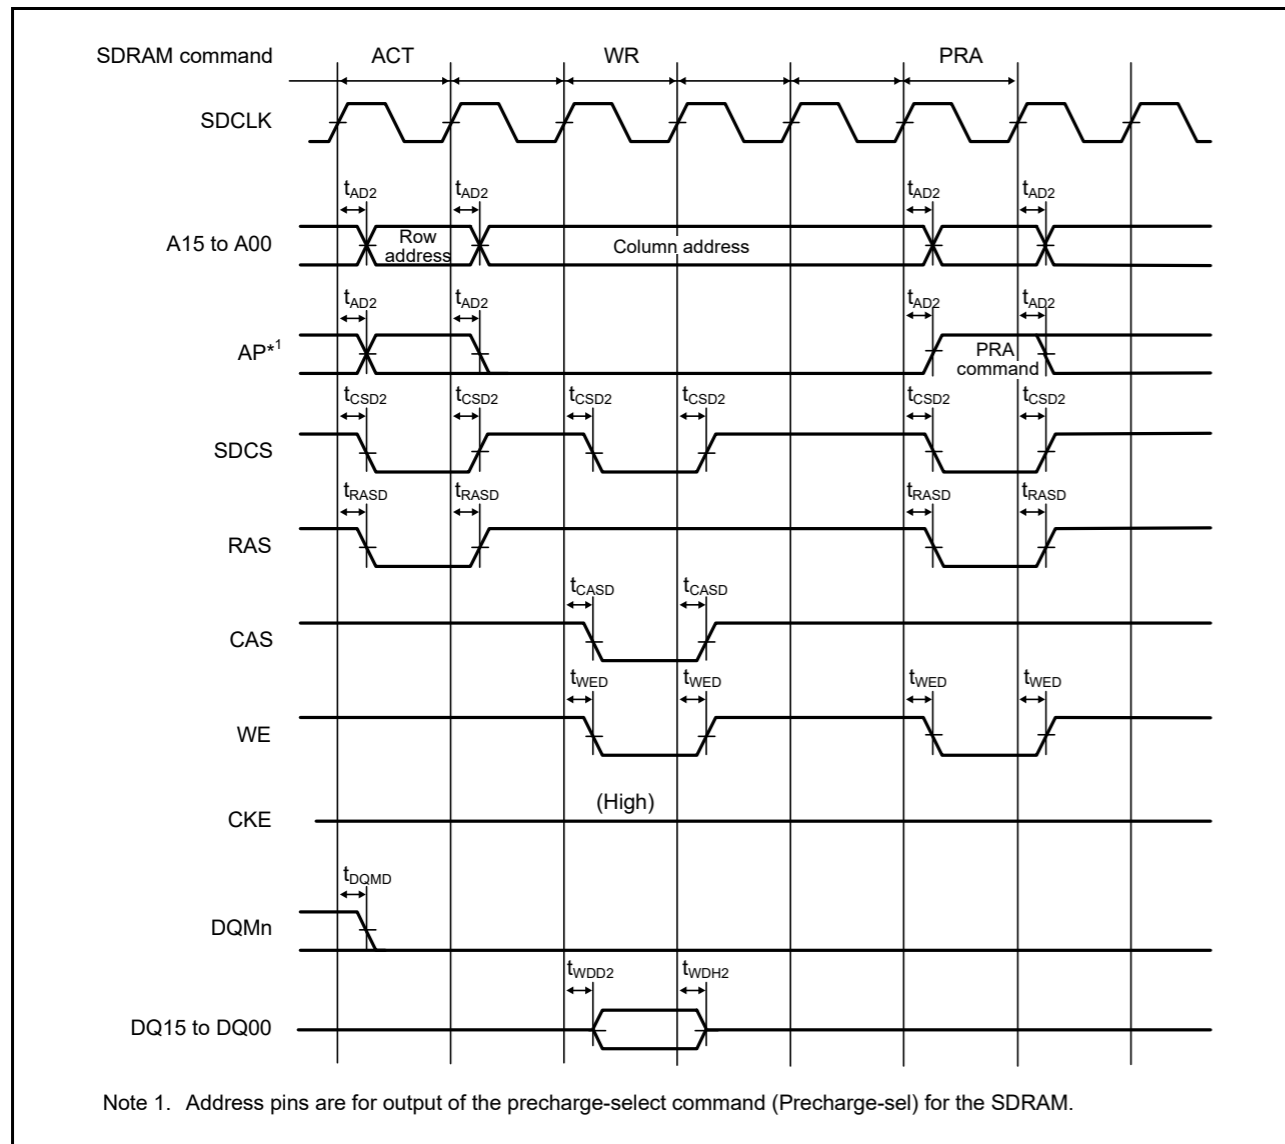 SDRAM command ACT WR PRA
SDCLK
tAD2 tAD2 tAD2 tAD2
A15 to A00 Row address Column address
tAD2 tAD2 tAD2 tAD2
AP*1 PRA command
tCSD2 tCSD2 tCSD2 tCSD2 tCSD2 tCSD2
SDCS
tRASD tRASD tRASD tRASD
RAS
tCASD tCASD
CAS
tWED tWED tWED tWED
WE
(High)
CKE
tDQMD
DQMn
tWDD2 tWDH2
DQ15 to DQ00
Note 1. Address pins are for output of the precharge-select command (Precharge-sel) for the SDRAM.